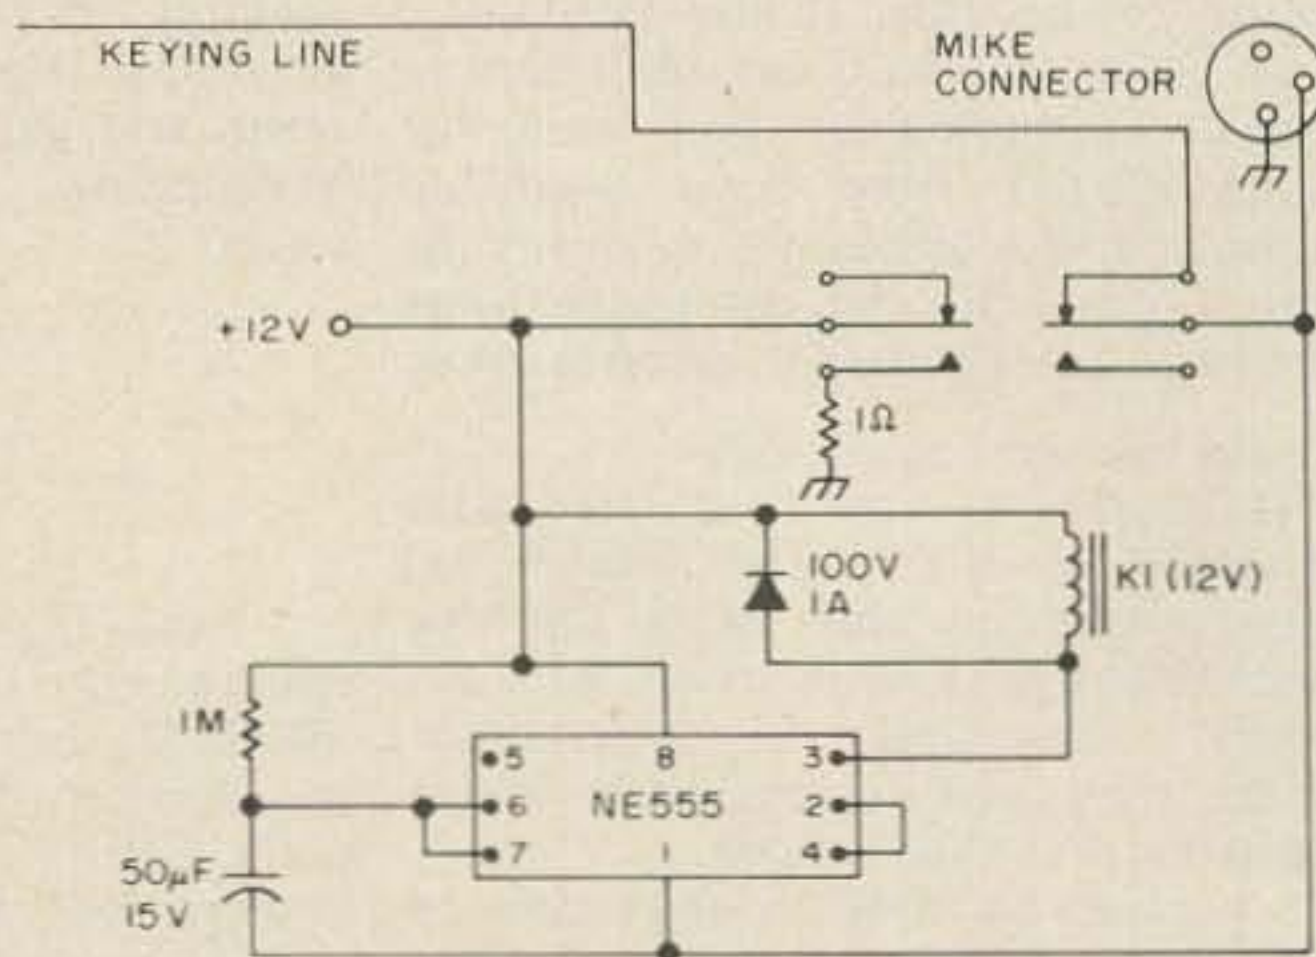 KEYING LINE
MIKE
CONNECTOR
+12V
1Ω
100V
1A
K1 (12V)
1M
5 8 3
6 NE555 2
7 1 4
50μF
15V